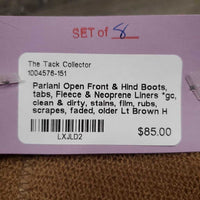 SET of 8
The Tack Collector
1004576-151
Pariani Open Front & Hind Boots,
tabs, Fleece & Neoprene Liners *gc,
clean & dirty, stains, film, rubs,
scrapes, faded, older Lt Brown H
$85.00
LXJLD2